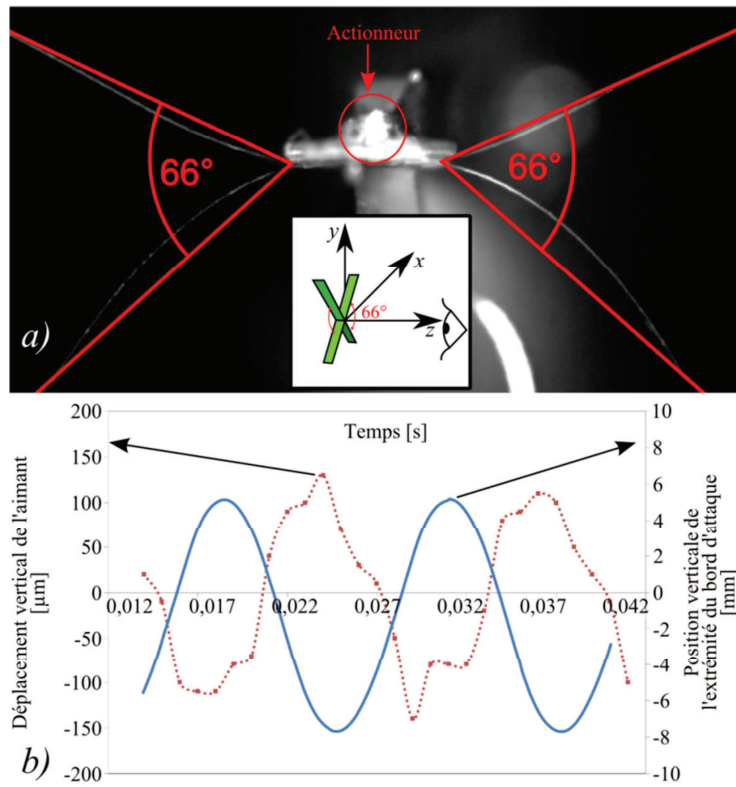 Actionneur
66°
66°
y
x
66°
z
a)
200
150
100
50
0
-50
-100
-150
-200
Déplacement vertical de l'aimant
[µm]
Temps [s]
0,012
0,017
0,022
0,027
0,032
0,037
0,042
10
8
6
4
2
0
-2
-4
-6
-8
-10
Position verticale de
l'extrémité du bord d'attaque
[mm]
b)